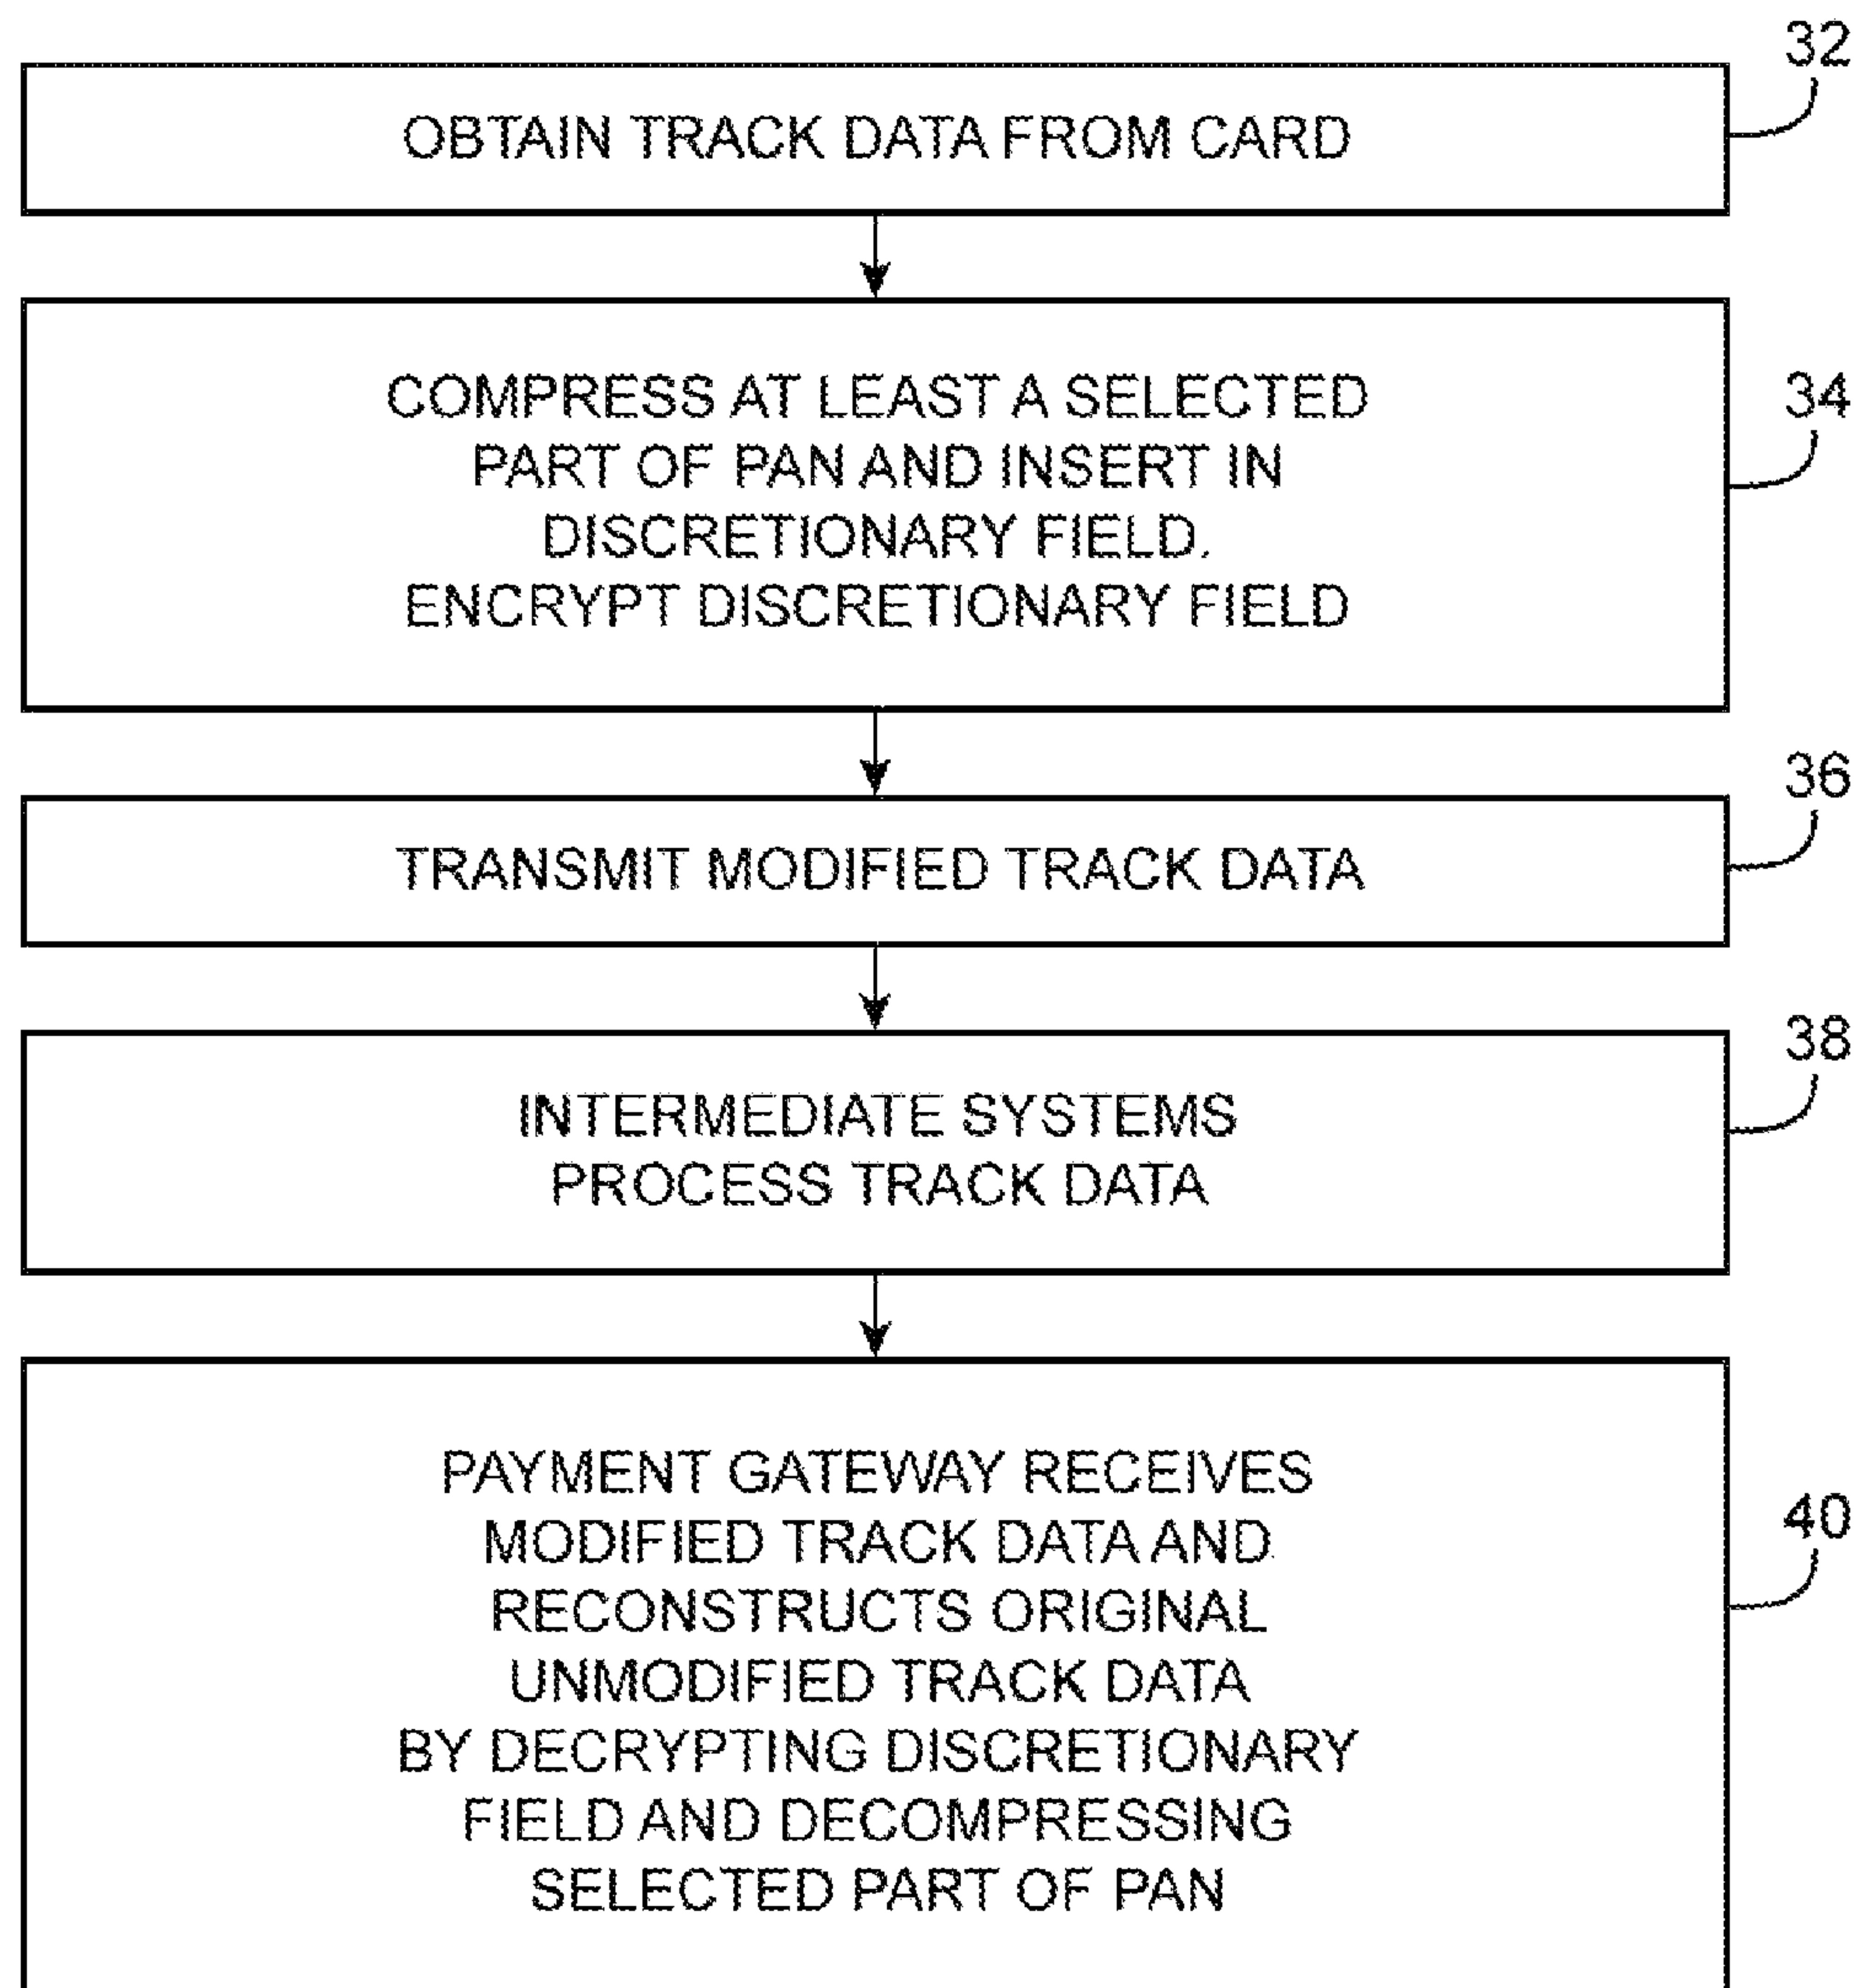 32
OBTAIN TRACK DATA FROM CARD
34
COMPRESS AT LEAST A SELECTED
PART OF PAN AND INSERT IN
DISCRETIONARY FIELD.
ENCRYPT DISCRETIONARY FIELD
36
TRANSMIT MODIFIED TRACK DATA
38
INTERMEDIATE SYSTEMS
PROCESS TRACK DATA
40
PAYMENT GATEWAY RECEIVES
MODIFIED TRACK DATA AND
RECONSTRUCTS ORIGINAL
UNMODIFIED TRACK DATA
BY DECRYPTING DISCRETIONARY
FIELD AND DECOMPRESSING
SELECTED PART OF PAN